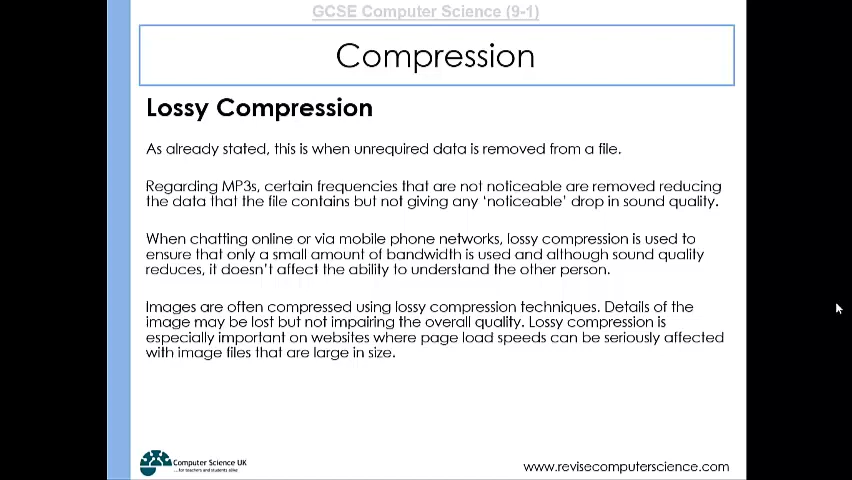 GCSE Computer Science (9-1)
Compression
Lossy Compression
As already stated, this is when unrequired data is removed from a file.
Regarding MP3s, certain frequencies that are not noticeable are removed reducing
the data that the file contains but not giving any ‘noticeable’ drop in sound quality.
When chatting online or via mobile phone networks, lossy compression is used to
ensure that only a small amount of bandwidth is used and although sound quality
reduces, it doesn’t affect the ability to understand the other person.
Images are often compressed using lossy compression techniques. Details of the
image may be lost but not impairing the overall quality. Lossy compression is
especially important on websites where page load speeds can be seriously affected
with image files that are large in size.
Computer Science UK
...for teachers and students alike
www.revisecomputerscience.com